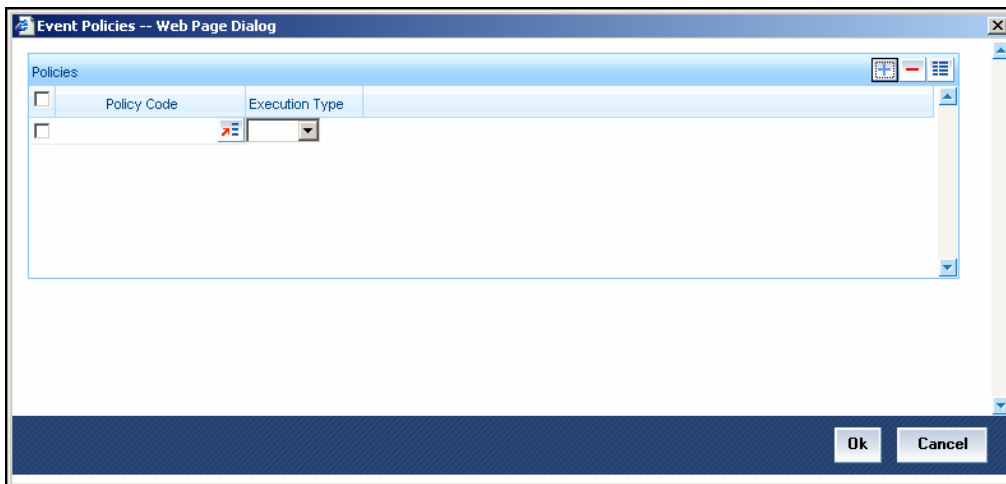 Event Policies -- Web Page Dialog
Policies
Policy Code Execution Type
Ok Cancel